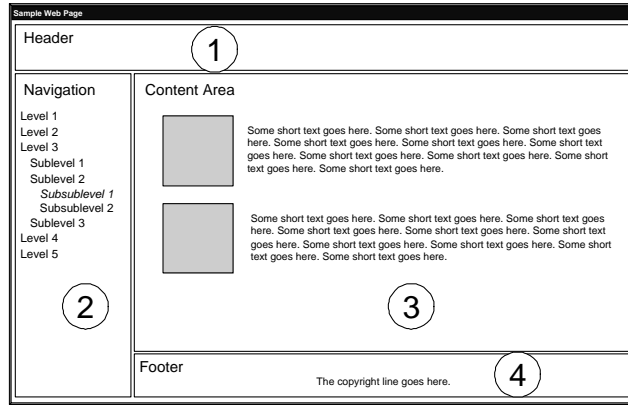 Sample Web Page
Header
1
Navigation
Level 1
Level 2
Level 3
Sublevel 1
Sublevel 2
Subsublevel 1
Subsublevel 2
Sublevel 3
Level 4
Level 5
2
Content Area
Some short text goes here. Some short text goes here. Some short text goes
here. Some short text goes here. Some short text goes here. Some short text
goes here. Some short text goes here. Some short text goes here. Some short
text goes here. Some short text goes here.
Some short text goes here. Some short text goes here. Some short text goes
here. Some short text goes here. Some short text goes here. Some short text
goes here. Some short text goes here. Some short text goes here. Some short
text goes here. Some short text goes here.
3
Footer
The copyright line goes here.
4